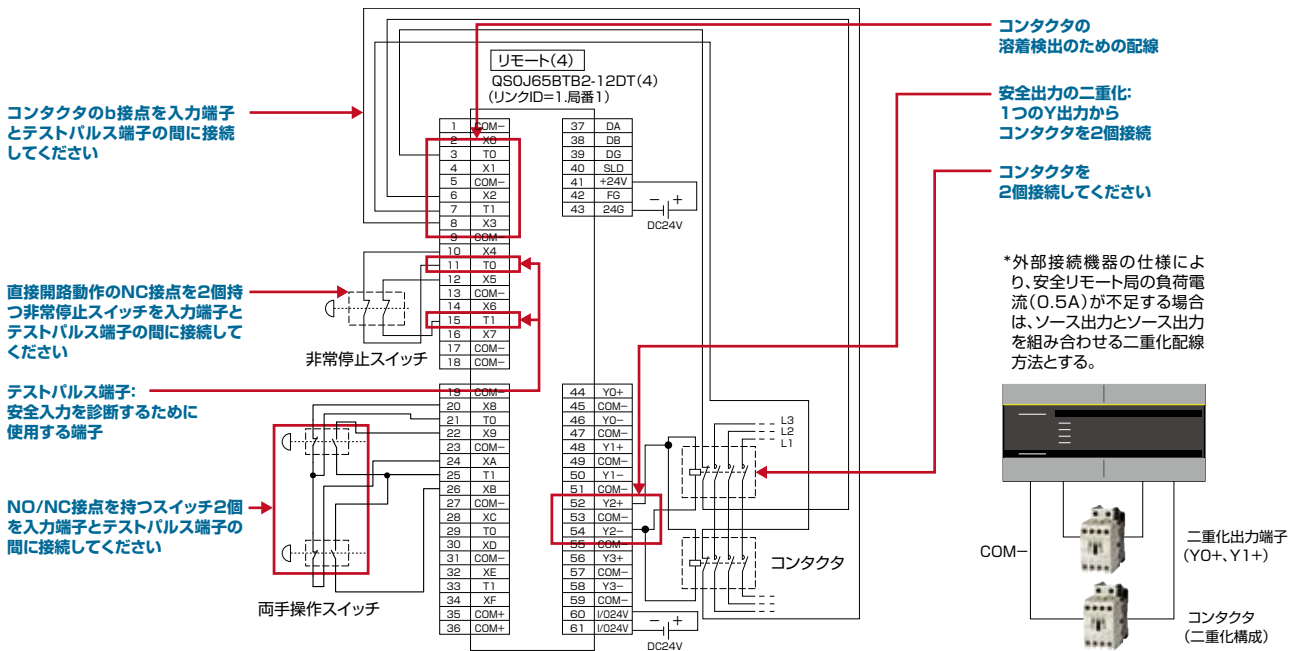 コンタクタのb接点を入力端子
とテストパルス端子の間に接続
してください
直接開路動作のNC接点を2個持
つ非常停止スイッチを入力端子と
テストパルス端子の間に接続して
ください
テストパルス端子:
安全入力を診断するために
使用する端子
NO/NC接点を持つスイッチ2個
を入力端子とテストパルス端子の
間に接続してください
リモート(4)
QS0J65BTB2-12DT(4)
(リンクID=1.局番1)
1 COM−
2 X0
3 T0
4 X1
5 COM−
6 X2
7 T1
8 X3
9 COM−
10 X4
11 T0
12 X5
13 COM−
14 X6
15 T1
16 X7
17 COM−
18 COM−
19 COM−
20 X8
21 T0
22 X9
23 COM−
24 XA
25 T1
26 XB
27 COM−
28 XC
29 T0
30 XD
31 COM−
32 XE
33 T1
34 XF
35 COM+
36 COM+
非常停止スイッチ
両手操作スイッチ
37 DA
38 DB
39 DG
40 SLD
41 +24V
42 FG
43 24G
− +
DC24V
44 Y0+
45 COM−
46 Y0−
47 COM−
48 Y1+
49 COM−
50 Y1−
51 COM−
52 Y2+
53 COM−
54 Y2−
55 COM−
56 Y3+
57 COM−
58 Y3−
59 COM−
60 I/O24V
61 I/O24V
− +
DC24V
L3
L2
L1
コンタクタ
コンタクタの
溶着検出のための配線
安全出力の二重化:
1つのY出力から
コンタクタを2個接続
コンタクタを
2個接続してください
*外部接続機器の仕様によ
り、安全リモート局の負荷電
流(0.5A)が不足する場合
は、ソース出力とソース出力
を組み合わせる二重化配線
方法とする。
COM−
二重化出力端子
(Y0+、Y1+)
コンタクタ
(二重化構成)